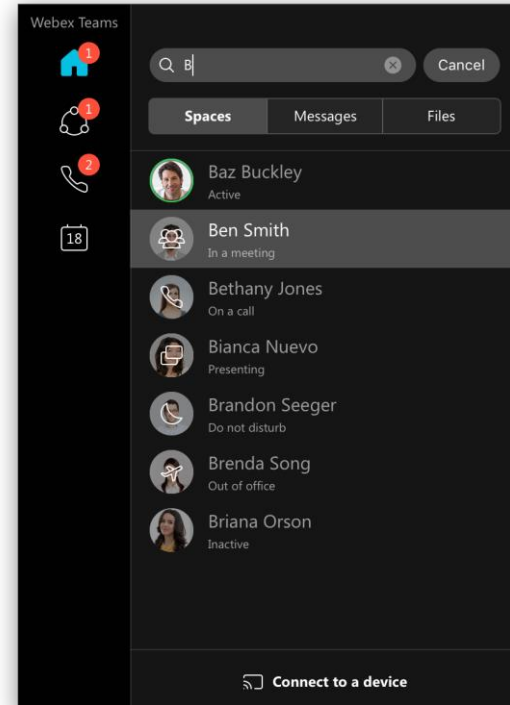 Webex Teams
1
1
2
18
B
Cancel
Spaces Messages Files
Baz Buckley
Active
Ben Smith
In a meeting
Bethany Jones
On a call
Bianca Nuevo
Presenting
Brandon Seeger
Do not disturb
Brenda Song
Out of office
Briana Orson
Inactive
Connect to a device